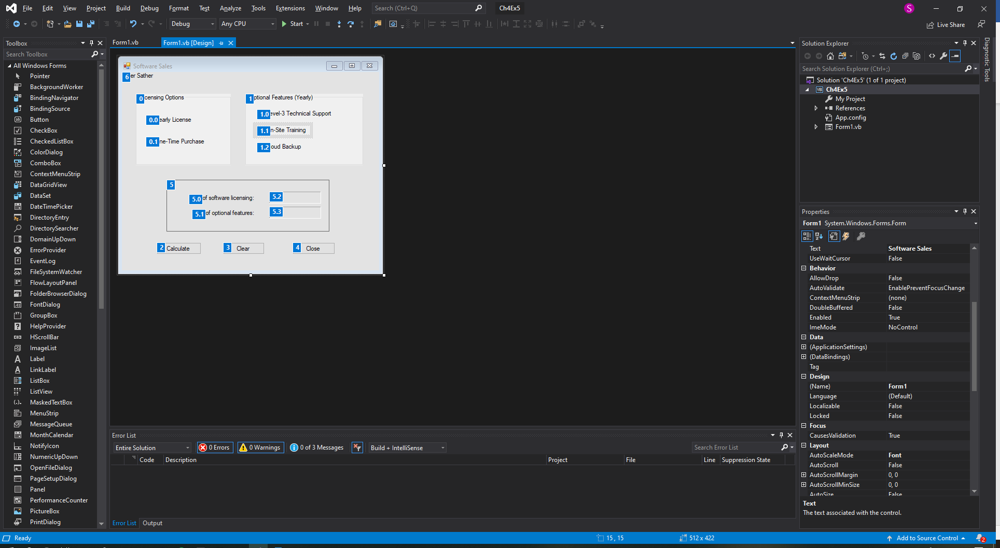 File Edit View Project Build Debug Format Test Analyze Tools Extensions Window Help Search (Ctrl+Q) Ch4Ex5 S
Debug Any CPU Start Live Share
Toolbox
Search Toolbox
All Windows Forms
Pointer
BackgroundWorker
BindingNavigator
BindingSource
Button
CheckBox
CheckedListBox
ColorDialog
ComboBox
ContextMenuStrip
DataGridView
DataSet
DateTimePicker
DirectoryEntry
DirectorySearcher
DomainUpDown
ErrorProvider
EventLog
FileSystemWatcher
FlowLayoutPanel
FolderBrowserDialog
FontDialog
GroupBox
HelpProvider
HScrollBar
ImageList
Label
LinkLabel
ListBox
ListView
MaskedTextBox
MenuStrip
MessageQueue
MonthCalendar
NotifyIcon
NumericUpDown
OpenFileDialog
PageSetupDialog
Panel
PerformanceCounter
PictureBox
PrintDialog
Form1.vb Form1.vb [Design]
Software Sales
6 er Sather
0 censing Options
0.0 early License
0.1 ne-Time Purchase
1 ptional Features (Yearly)
1.0 evel-3 Technical Support
1.1 n-Site Training
1.2 oud Backup
5
5.0 of software licensing: 5.2
5.1 of optional features: 5.3
2 Calculate 3 Clear 4 Close
Error List
Entire Solution 0 Errors 0 Warnings 0 of 3 Messages Build + IntelliSense Search Error List
Code Description Project File Line Suppression State
Error List Output
Solution Explorer
Search Solution Explorer (Ctrl+;)
Solution 'Ch4Ex5' (1 of 1 project)
VB Ch4Ex5
My Project
References
App.config
Form1.vb
Diagnostic Tools
Properties
Form1 System.Windows.Forms.Form
Text Software Sales
UseWaitCursor False
Behavior
AllowDrop False
AutoValidate EnablePreventFocusChange
ContextMenuStrip (none)
DoubleBuffered False
Enabled True
ImeMode NoControl
Data
(ApplicationSettings)
(DataBindings)
Tag
Design
(Name) Form1
Language (Default)
Localizable False
Locked False
Focus
CausesValidation True
Layout
AutoScaleMode Font
AutoScroll False
AutoScrollMargin 0, 0
AutoScrollMinSize 0, 0
AutoSize False
Text
The text associated with the control.
Ready 15 , 15 512 x 422 Add to Source Control 2